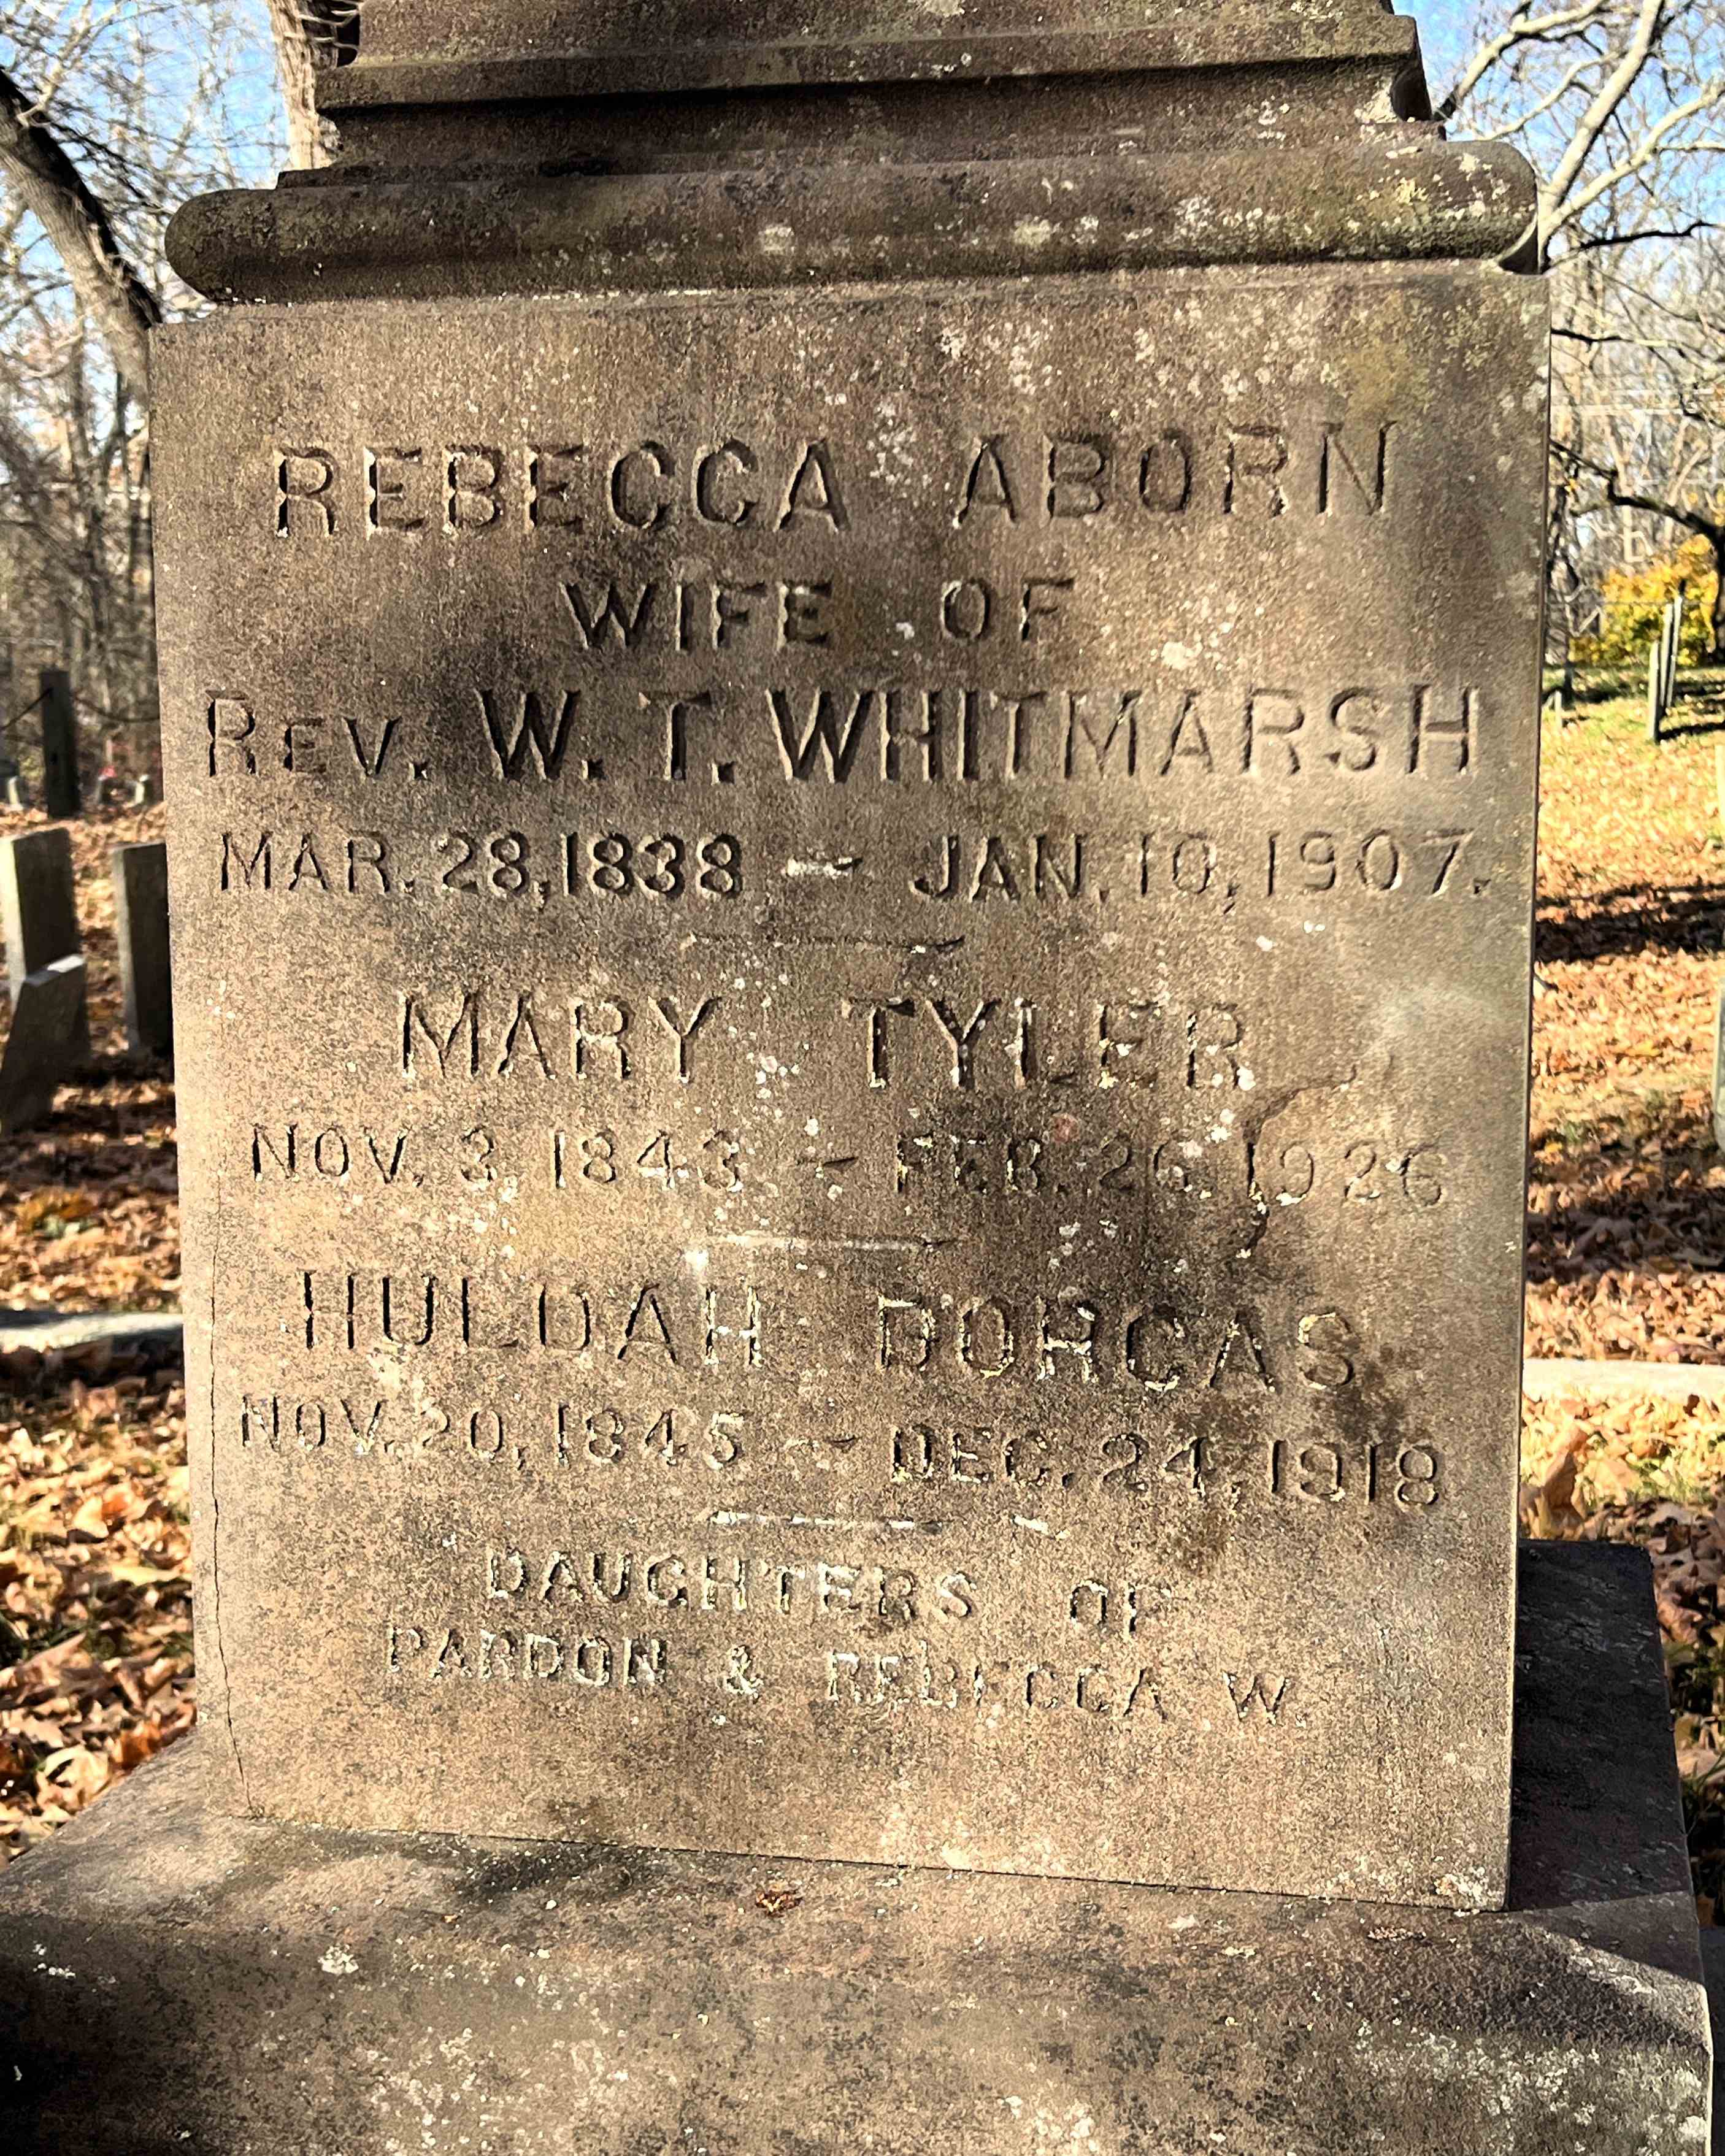 REBECCA ABORN
WIFE OF
REV. W. T. WHITMARSH
MAR. 28, 1838 — JAN. 10, 1907.
MARY TYLER
NOV. 3, 1843 — FEB. 26, 1926
HULDAH DORCAS
NOV. 20, 1845 — DEC. 24, 1918
DAUGHTERS OF
PARDON & REBECCA W.